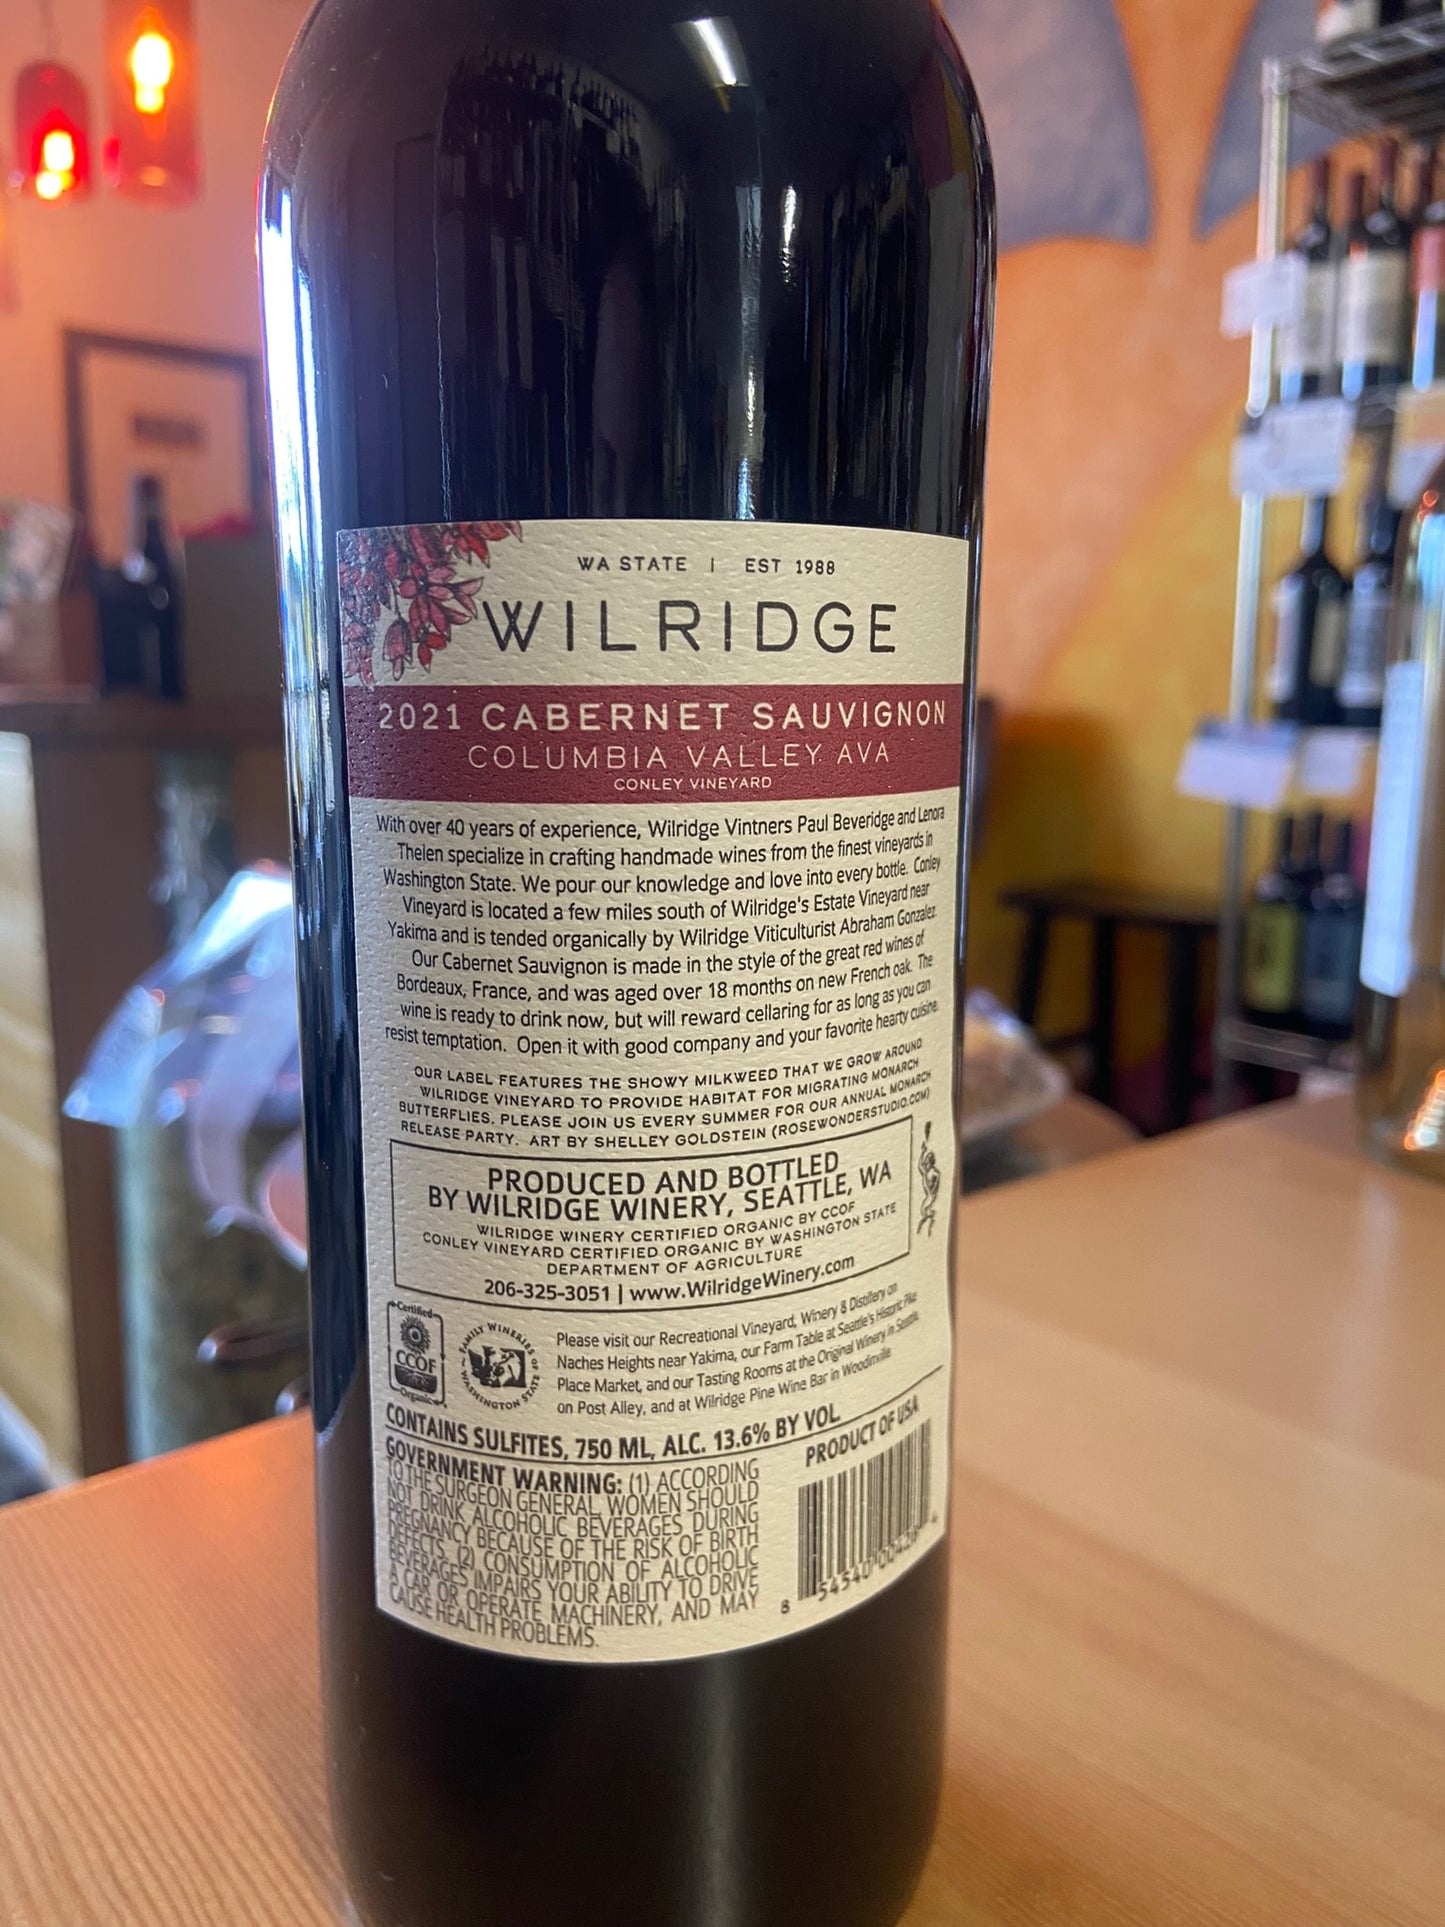 WA STATE | EST 1988
WILRIDGE
2021 CABERNET SAUVIGNON
COLUMBIA VALLEY AVA
CONLEY VINEYARD
With over 40 years of experience, Wilridge Vintners Paul Beveridge and Lenora
Thelen specialize in crafting handmade wines from the finest vineyards in
Washington State. We pour our knowledge and love into every bottle. Conley
Vineyard is located a few miles south of Wilridge's Estate Vineyard near
Yakima and is tended organically by Wilridge Viticulturist Abraham Gonzalez.
Our Cabernet Sauvignon is made in the style of the great red wines of
Bordeaux, France, and was aged over 18 months on new French oak. The
wine is ready to drink now, but will reward cellaring for as long as you can
resist temptation. Open it with good company and your favorite hearty cuisine.
OUR LABEL FEATURES THE SHOWY MILKWEED THAT WE GROW AROUND
WILRIDGE VINEYARD TO PROVIDE HABITAT FOR MIGRATING MONARCH
BUTTERFLIES. PLEASE JOIN US EVERY SUMMER FOR OUR ANNUAL MONARCH
RELEASE PARTY. ART BY SHELLEY GOLDSTEIN (ROSEWONDERSTUDIO.COM)
PRODUCED AND BOTTLED
BY WILRIDGE WINERY, SEATTLE, WA
WILRIDGE WINERY CERTIFIED ORGANIC BY CCOF
CONLEY VINEYARD CERTIFIED ORGANIC BY WASHINGTON STATE
DEPARTMENT OF AGRICULTURE
206-325-3051 | www.WilridgeWinery.com
Certified
CCOF
Organic
FAMILY WINERIES OF
WASHINGTON STATE
Please visit our Recreational Vineyard, Winery & Distillery on
Naches Heights near Yakima, our Farm Table at Seattle's Historic Pike
Place Market, and our Tasting Rooms at the Original Winery in Seattle
on Post Alley, and at Wilridge Pine Wine Bar in Woodinville
CONTAINS SULFITES, 750 ML, ALC. 13.6% BY VOL.
PRODUCT OF USA
GOVERNMENT WARNING: (1) ACCORDING
TO THE SURGEON GENERAL, WOMEN SHOULD
NOT DRINK ALCOHOLIC BEVERAGES DURING
PREGNANCY BECAUSE OF THE RISK OF BIRTH
DEFECTS. (2) CONSUMPTION OF ALCOHOLIC
BEVERAGES IMPAIRS YOUR ABILITY TO DRIVE
A CAR OR OPERATE MACHINERY, AND MAY
CAUSE HEALTH PROBLEMS.
8